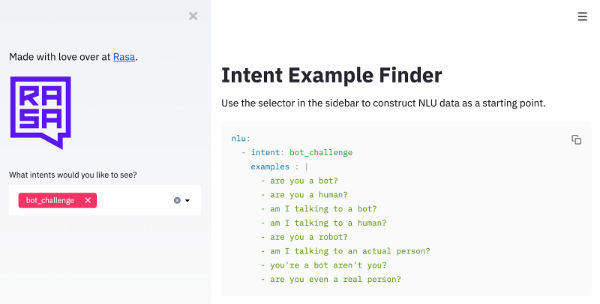 Made with love over at Rasa.
RA
SA
What intents would you like to see?
bot_challenge
Intent Example Finder
Use the selector in the sidebar to construct NLU data as a starting point.
nlu:
- intent: bot_challenge
examples : |
- are you a bot?
- are you a human?
- am I talking to a bot?
- am I talking to a human?
- are you a robot?
- am I talking to an actual person?
- you're a bot aren't you?
- are you even a real person?